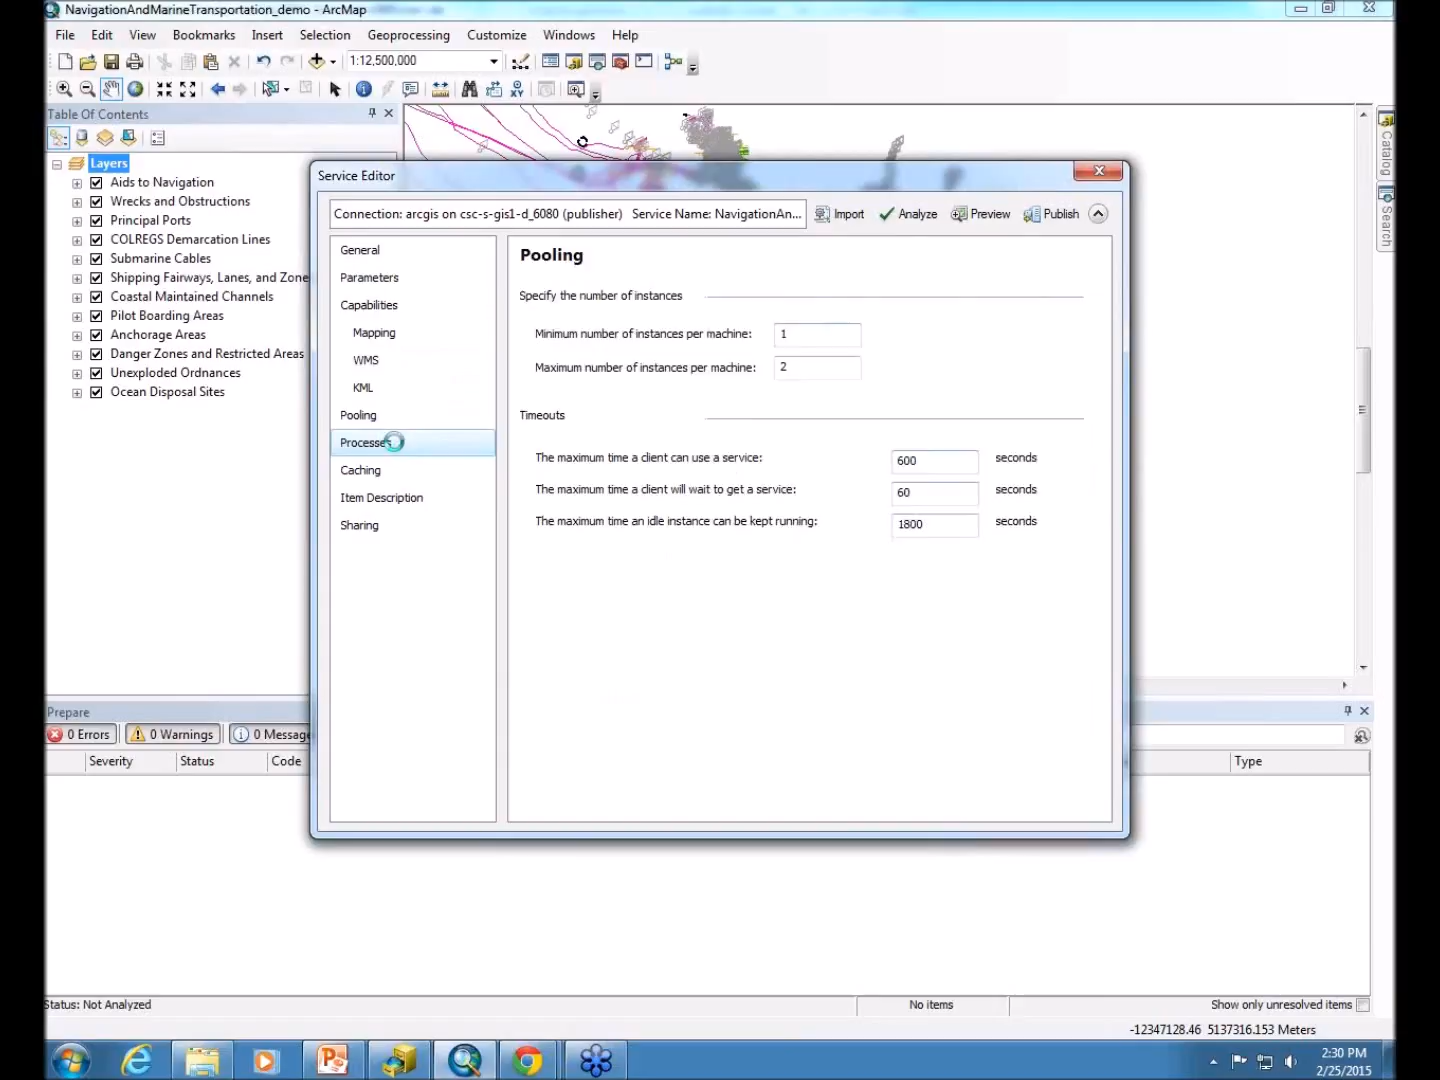 NavigationAndMarineTransportation_demo - ArcMap
File Edit View Bookmarks Insert Selection Geoprocessing Customize Windows Help
1:12,500,000
Table Of Contents
Layers
Aids to Navigation
Wrecks and Obstructions
Principal Ports
COLREGS Demarcation Lines
Submarine Cables
Shipping Fairways, Lanes, and Zone
Coastal Maintained Channels
Pilot Boarding Areas
Anchorage Areas
Danger Zones and Restricted Areas
Unexploded Ordnances
Ocean Disposal Sites
Catalog
Search
Service Editor
Connection: arcgis on csc-s-gis1-d_6080 (publisher) Service Name: NavigationAn...
Import Analyze Preview Publish
General
Parameters
Capabilities
Mapping
WMS
KML
Pooling
Processes
Caching
Item Description
Sharing
Pooling
Specify the number of instances
Minimum number of instances per machine: 1
Maximum number of instances per machine: 2
Timeouts
The maximum time a client can use a service: 600 seconds
The maximum time a client will wait to get a service: 60 seconds
The maximum time an idle instance can be kept running: 1800 seconds
Prepare
0 Errors 0 Warnings 0 Message
Severity Status Code Type
Status: Not Analyzed No items Show only unresolved items
-12347128.46 5137316.153 Meters
2:30 PM
2/25/2015